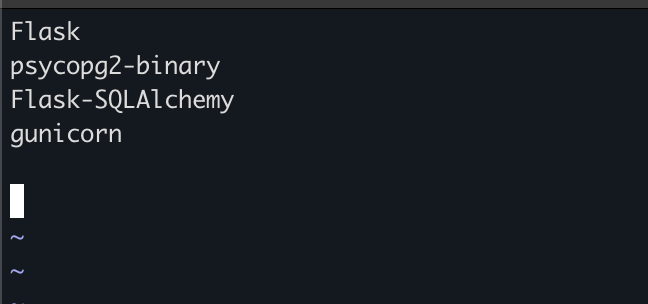 Flask
psycopg2-binary
Flask-SQLAlchemy
gunicorn
~
~